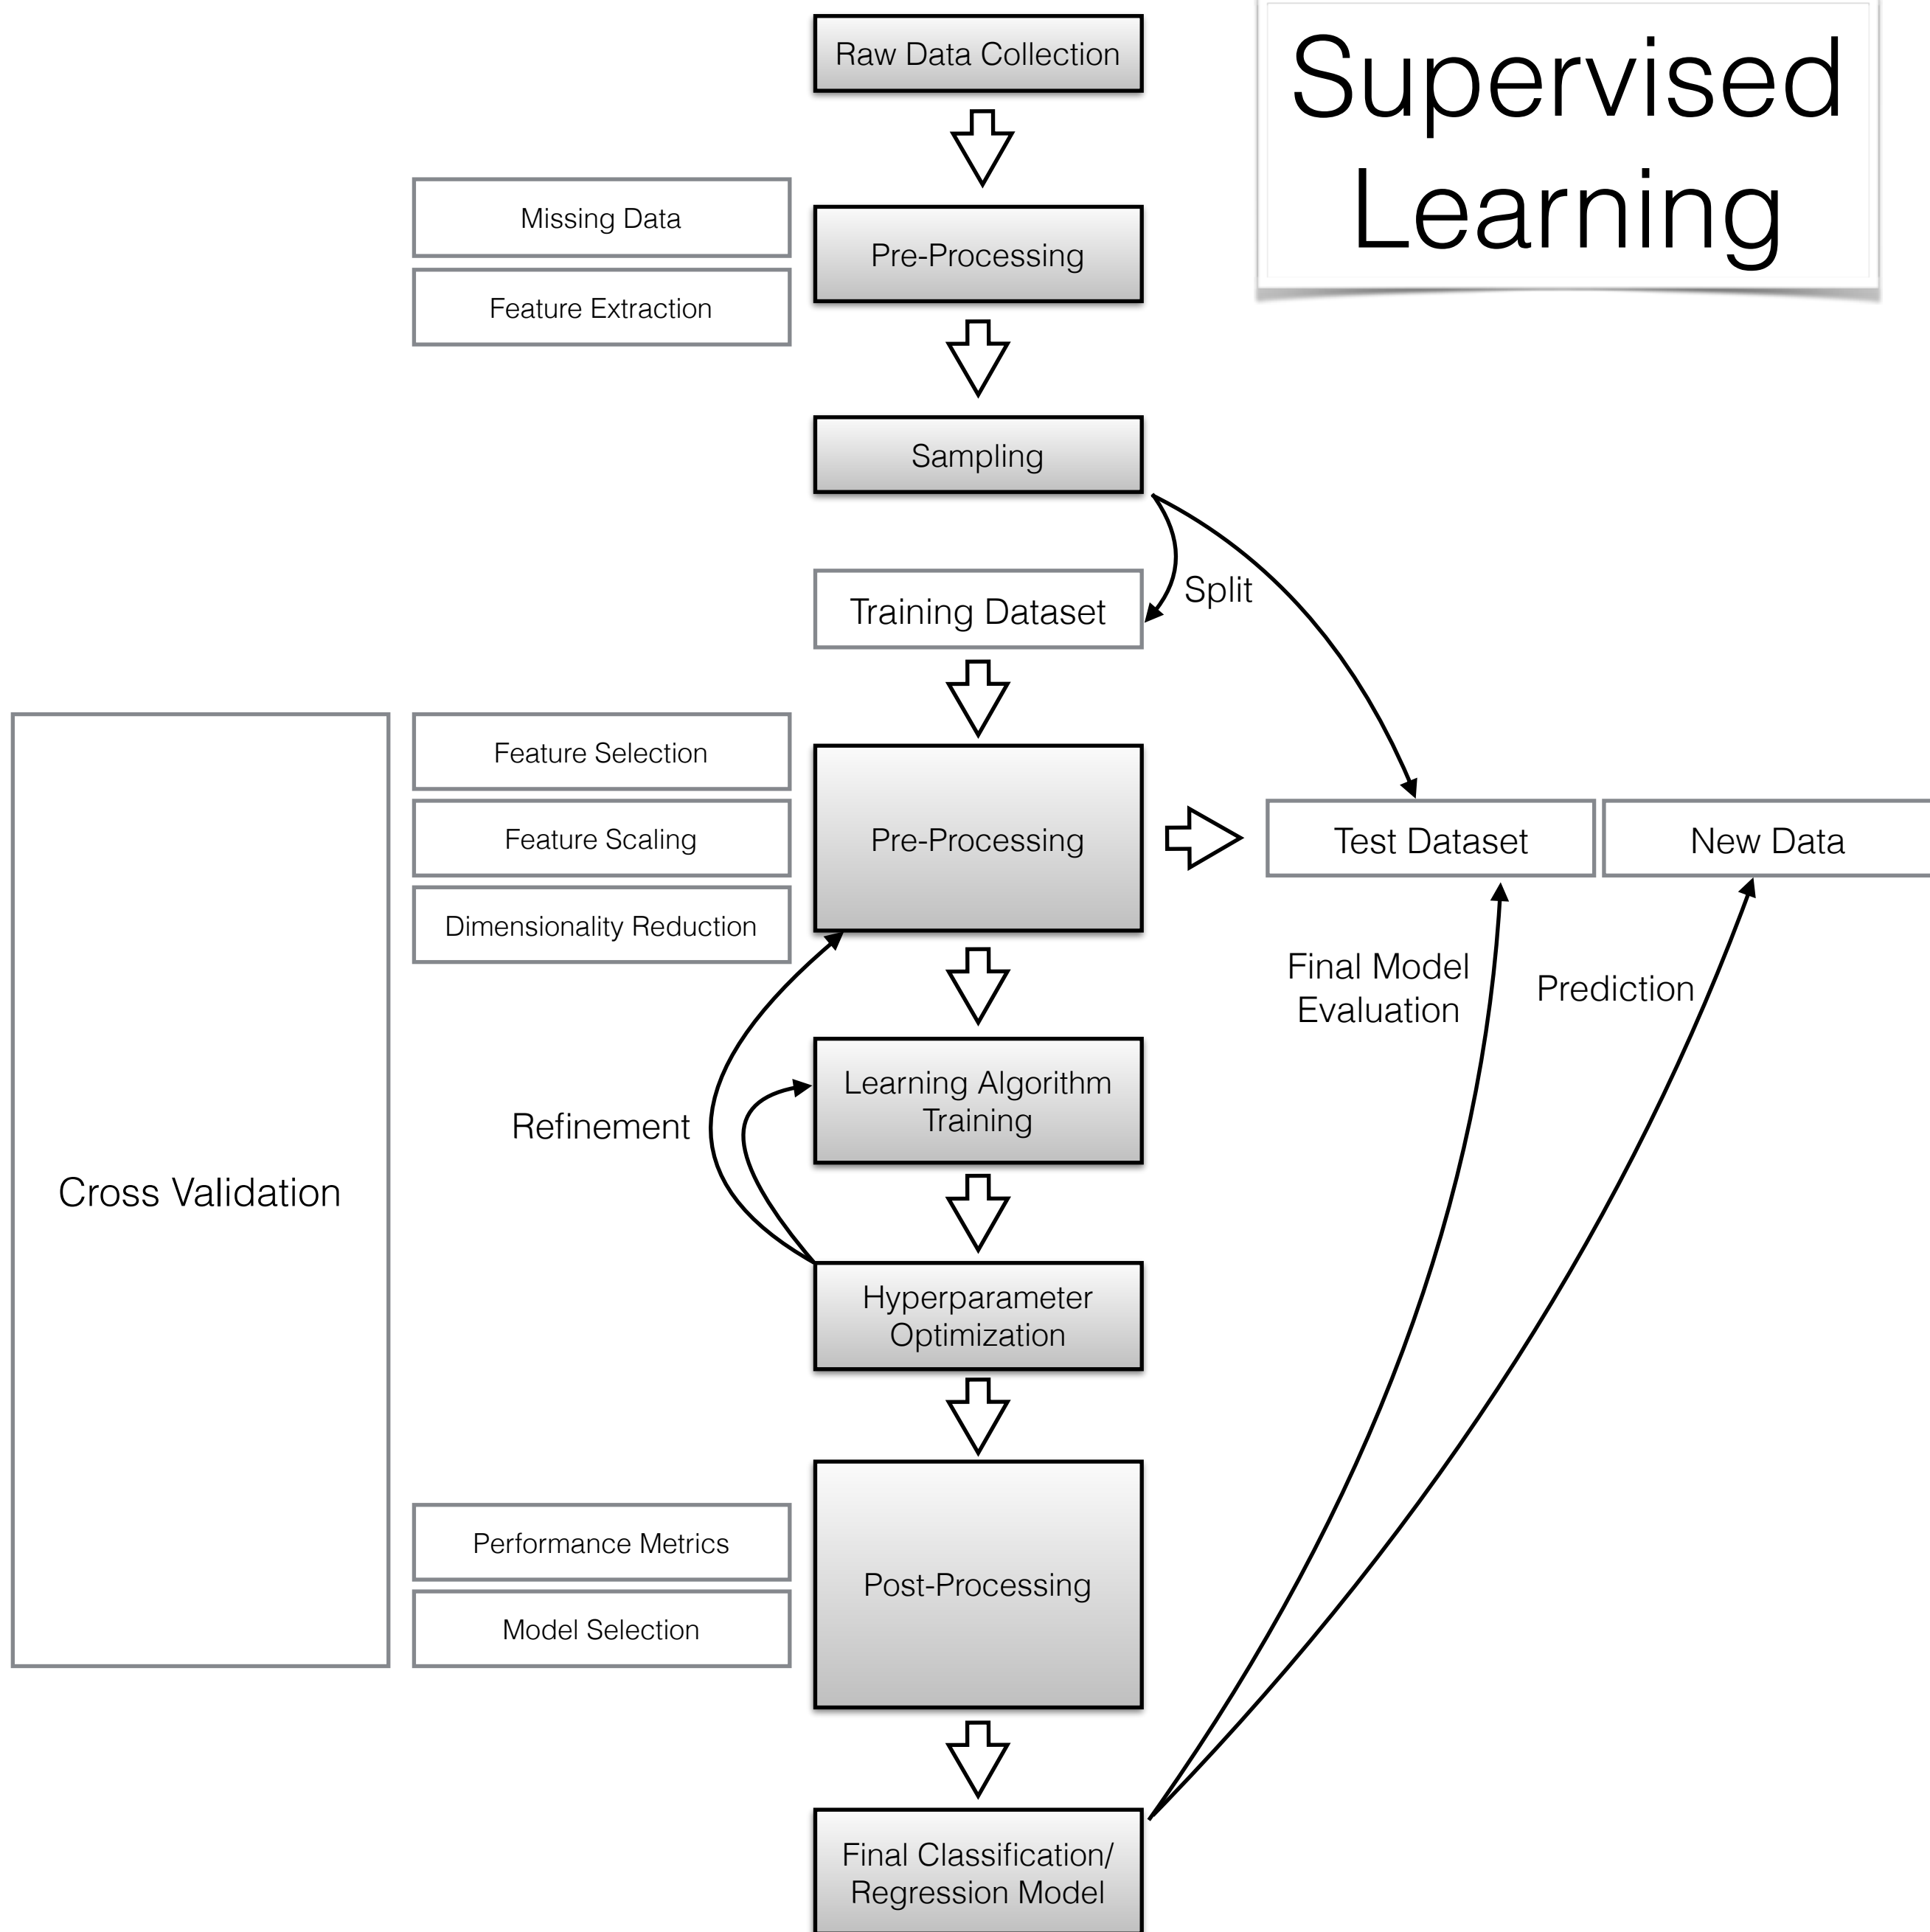 Supervised
Learning
Raw Data Collection
Missing Data
Feature Extraction
Pre-Processing
Sampling
Split
Training Dataset
Cross Validation
Feature Selection
Feature Scaling
Dimensionality Reduction
Pre-Processing
Test Dataset
New Data
Final Model
Evaluation
Prediction
Refinement
Learning Algorithm
Training
Hyperparameter
Optimization
Performance Metrics
Model Selection
Post-Processing
Final Classification/
Regression Model